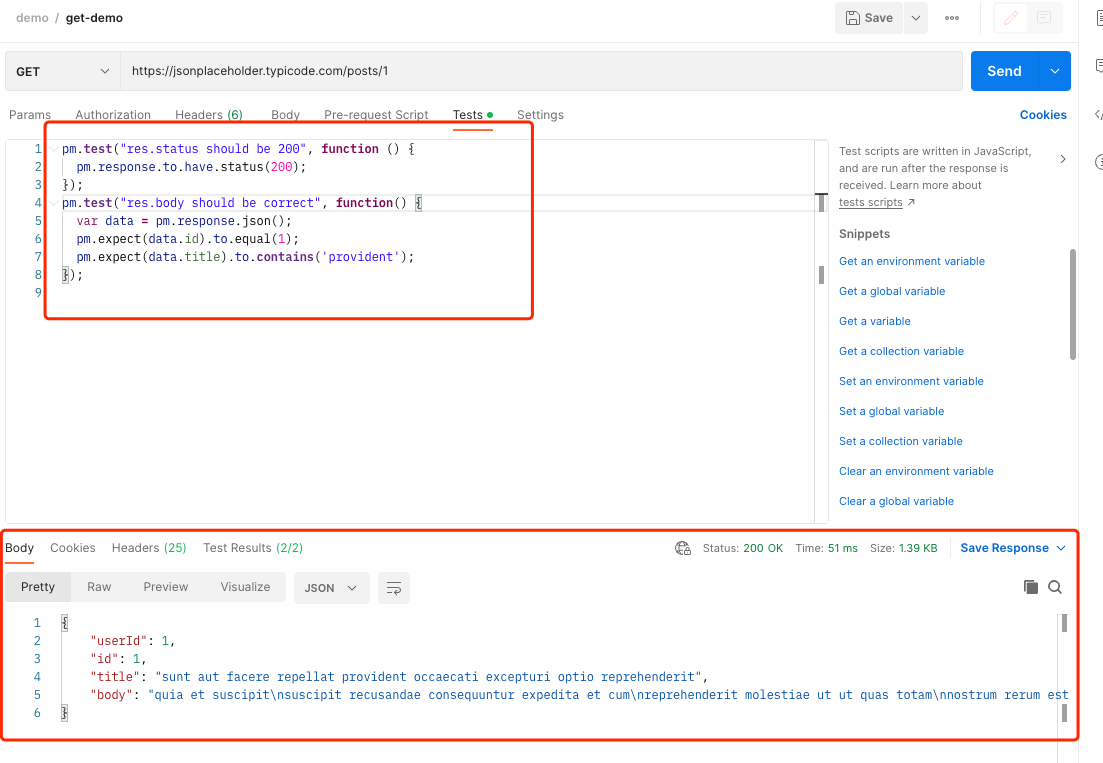 demo / get-demo
Save
GET
https://jsonplaceholder.typicode.com/posts/1
Send
Params Authorization Headers (6) Body Pre-request Script Tests Settings
Cookies
1 pm.test("res.status should be 200", function () {
2 pm.response.to.have.status(200);
3 });
4 pm.test("res.body should be correct", function() {
5 var data = pm.response.json();
6 pm.expect(data.id).to.equal(1);
7 pm.expect(data.title).to.contains('provident');
8 });
9
Test scripts are written in JavaScript,
and are run after the response is
received. Learn more about
tests scripts ↗
Snippets
Get an environment variable
Get a global variable
Get a variable
Get a collection variable
Set an environment variable
Set a global variable
Set a collection variable
Clear an environment variable
Clear a global variable
Body Cookies Headers (25) Test Results (2/2)
Status: 200 OK Time: 51 ms Size: 1.39 KB Save Response
Pretty Raw Preview Visualize JSON
1 {
2 "userId": 1,
3 "id": 1,
4 "title": "sunt aut facere repellat provident occaecati excepturi optio reprehenderit",
5 "body": "quia et suscipit\nsuscipit recusandae consequuntur expedita et cum\nreprehenderit molestiae ut ut quas totam\nnostrum rerum est
6 }